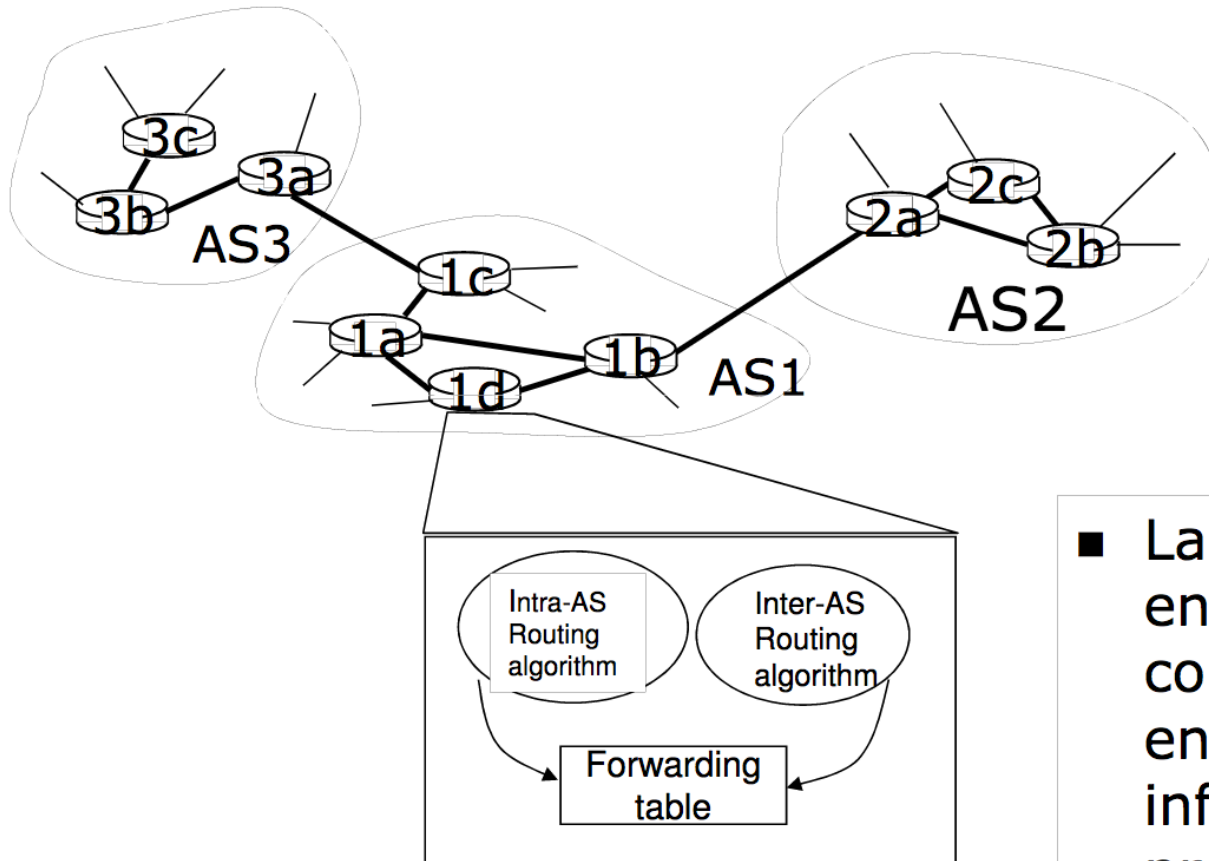 3c
3a
3b
AS3
2c
2a
2b
AS2
1c
1a
1b
1d
AS1
Intra-AS
Routing
algorithm
Inter-AS
Routing
algorithm
Forwarding
table
■ La
en
co
en
inf